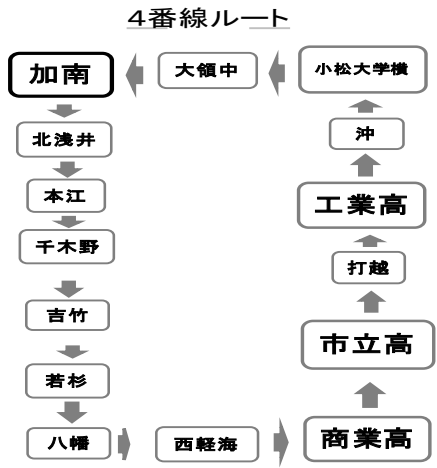 4番線ルート
加南
北浅井
本江
千木野
吉竹
若杉
八幡
西軽海
商業高
市立高
打越
工業高
沖
小松大学横
大領中